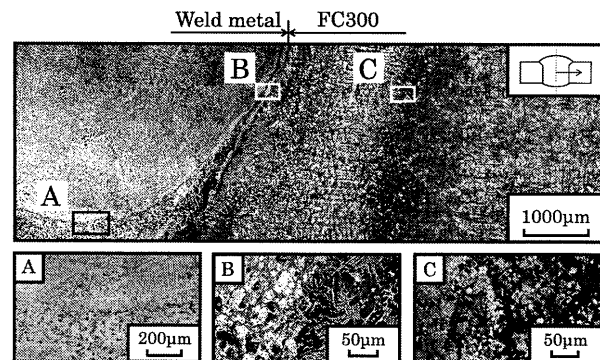 Weld metal FC300
B C
A
1000μm
A B C
200μm 50μm 50μm